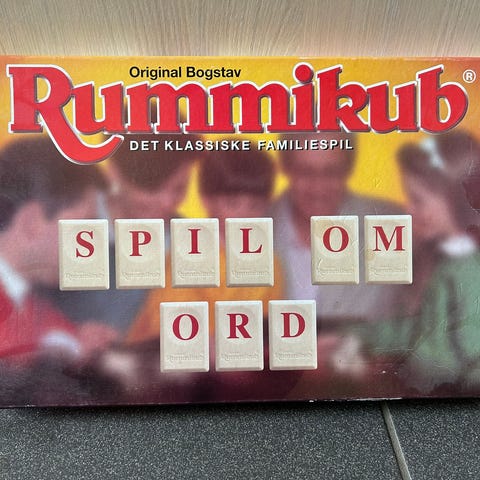 Original Bogstav
Rummikub®
DET KLASSISKE FAMILIESPIL
SPIL OM
ORD